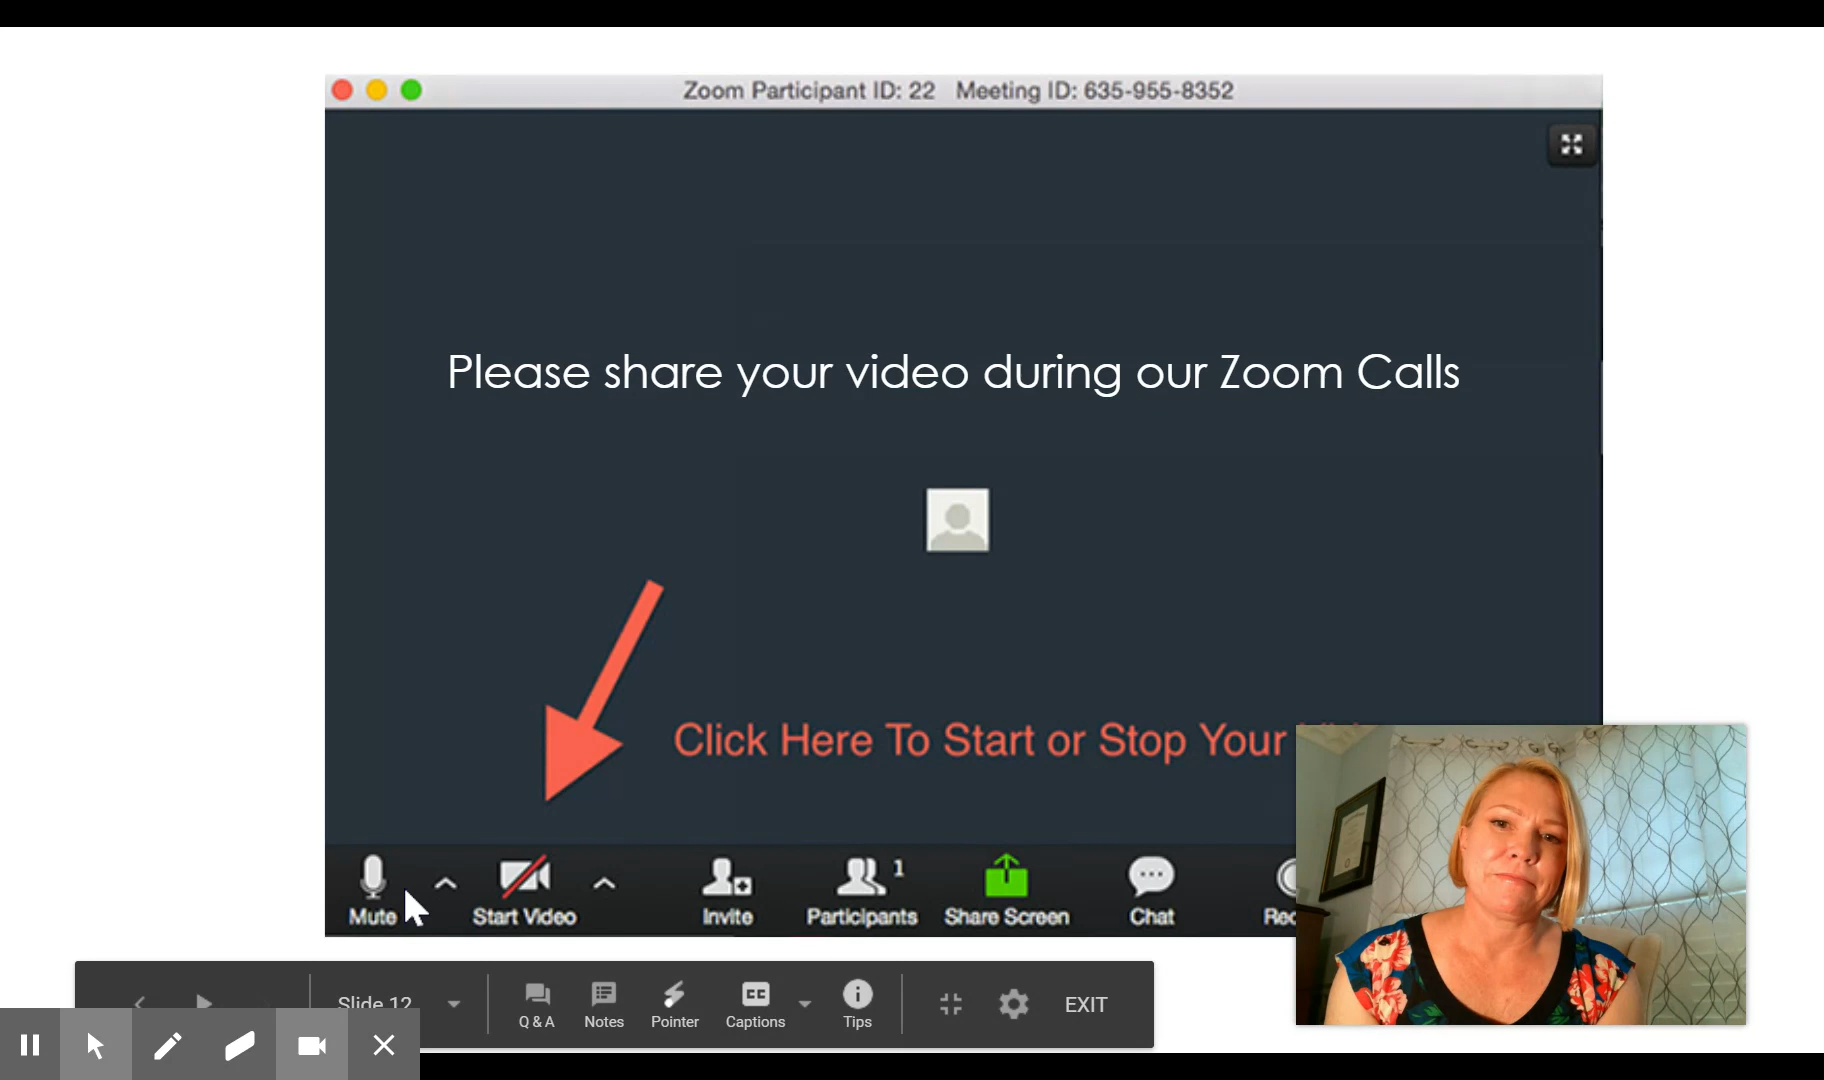 Zoom Participant ID: 22 Meeting ID: 635-955-8352
Please share your video during our Zoom Calls
Click Here To Start or Stop Your
1
Mute
Start Video
Invite
Participants
Share Screen
Chat
Slide 12
Q & A
Notes
Pointer
CC
Captions
Tips
EXIT